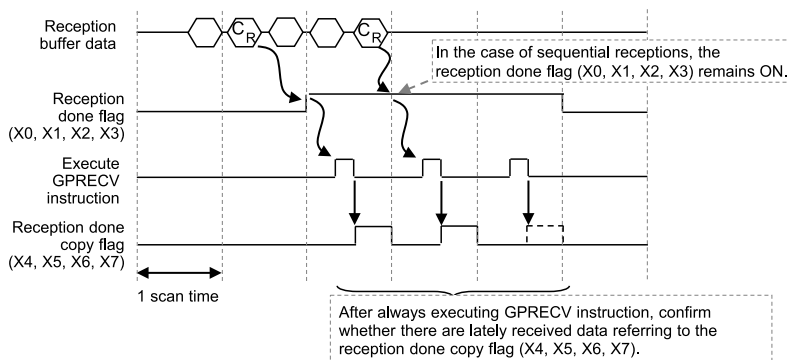 Reception
buffer data
CR
CR
In the case of sequential receptions, the
reception done flag (X0, X1, X2, X3) remains ON.
Reception
done flag
(X0, X1, X2, X3)
Execute
GPRECV
instruction
Reception done
copy flag
(X4, X5, X6, X7)
1 scan time
After always executing GPRECV instruction, confirm
whether there are lately received data referring to the
reception done copy flag (X4, X5, X6, X7).